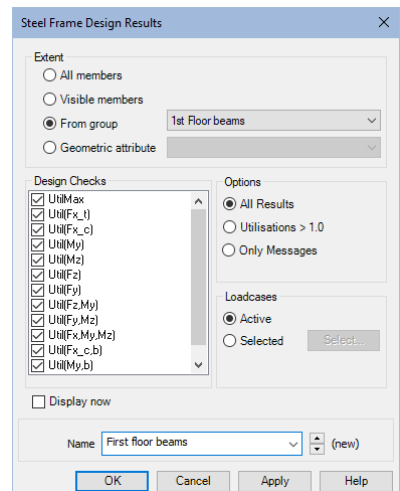 Steel Frame Design Results
Extent
All members
Visible members
From group 1st Floor beams
Geometric attribute
Design Checks
UtilMax
Util(Fx_t)
Util(Fx_c)
Util(My)
Util(Mz)
Util(Fz)
Util(Fy)
Util(Fz,My)
Util(Fy,Mz)
Util(Fx,My,Mz)
Util(Fx_c,b)
Util(My,b)
Options
All Results
Utilisations > 1.0
Only Messages
Loadcases
Active
Selected Select...
Display now
Name First floor beams (new)
OK Cancel Apply Help